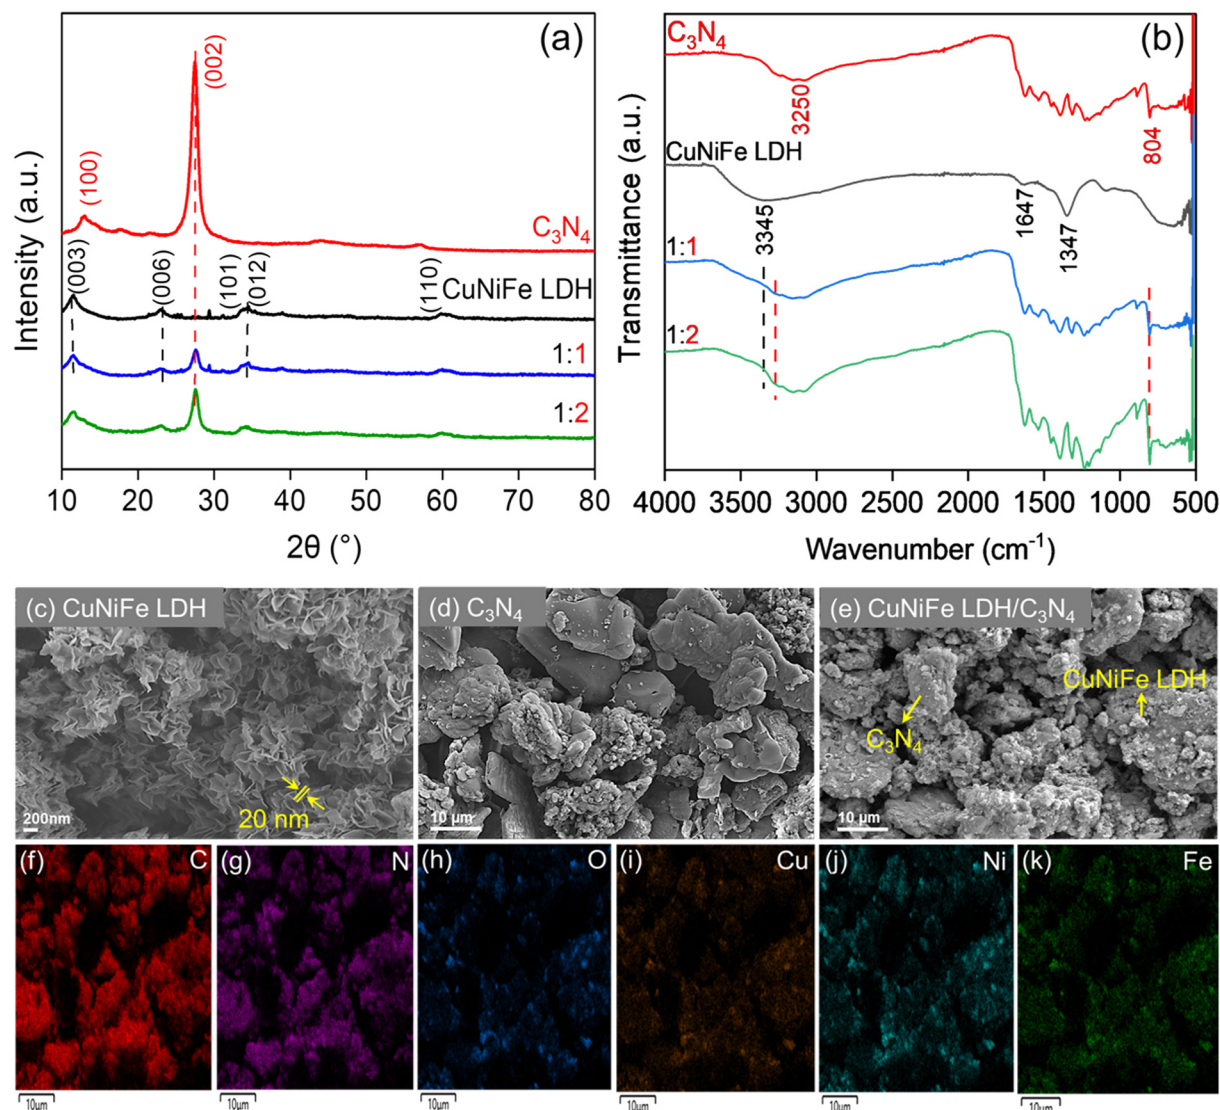 (a)
(002)
(100)
C₃N₄
(003)
(006)
(101)
(012)
(110)
CuNiFe LDH
1:1
1:2
Intensity (a.u.)
10 20 30 40 50 60 70 80
2θ (°)
(b)
C₃N₄
3250
804
CuNiFe LDH
3345
1647
1347
1:1
1:2
Transmittance (a.u.)
4000 3500 3000 2500 2000 1500 1000 500
Wavenumber (cm⁻¹)
(c) CuNiFe LDH
20 nm
200nm
(d) C₃N₄
10 µm
(e) CuNiFe LDH/C₃N₄
CuNiFe LDH
C₃N₄
10 µm
(f) C
(g) N
(h) O
(i) Cu
(j) Ni
(k) Fe
10µm
10µm
10µm
10µm
10µm
10µm